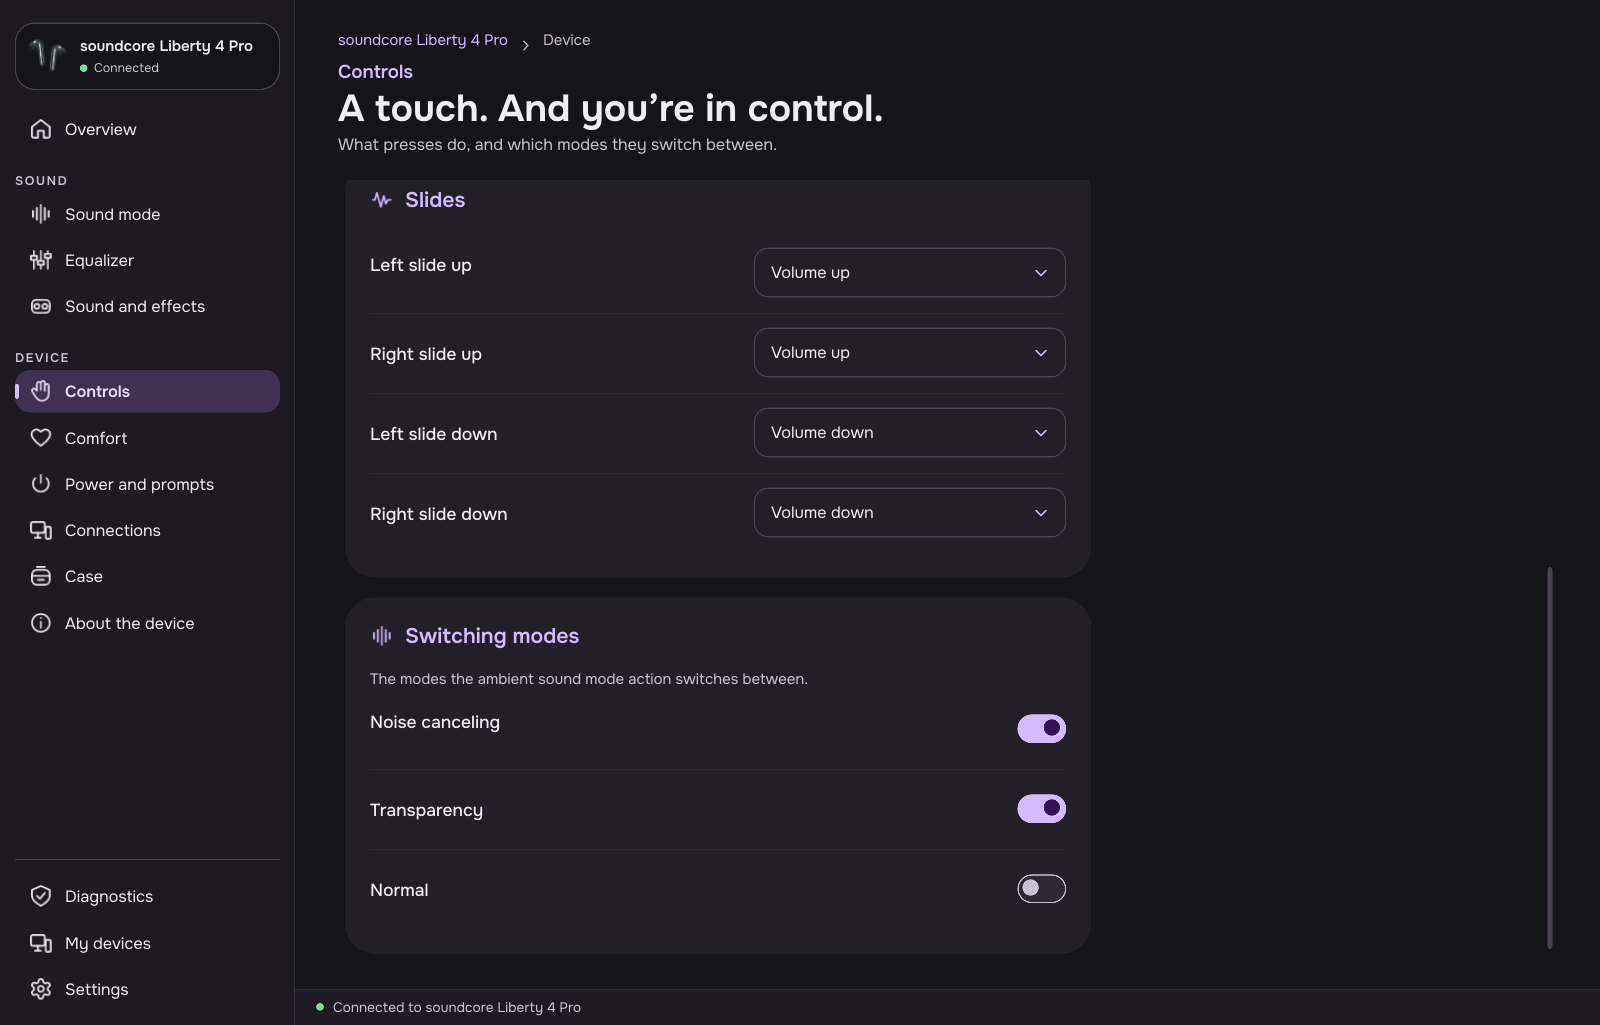 soundcore Liberty 4 Pro
Connected
Overview
SOUND
Sound mode
Equalizer
Sound and effects
DEVICE
Controls
Comfort
Power and prompts
Connections
Case
About the device
Diagnostics
My devices
Settings
soundcore Liberty 4 Pro > Device
Controls
A touch. And you’re in control.
What presses do, and which modes they switch between.
Slides
Left slide up Volume up
Right slide up Volume up
Left slide down Volume down
Right slide down Volume down
Switching modes
The modes the ambient sound mode action switches between.
Noise canceling
Transparency
Normal
Connected to soundcore Liberty 4 Pro